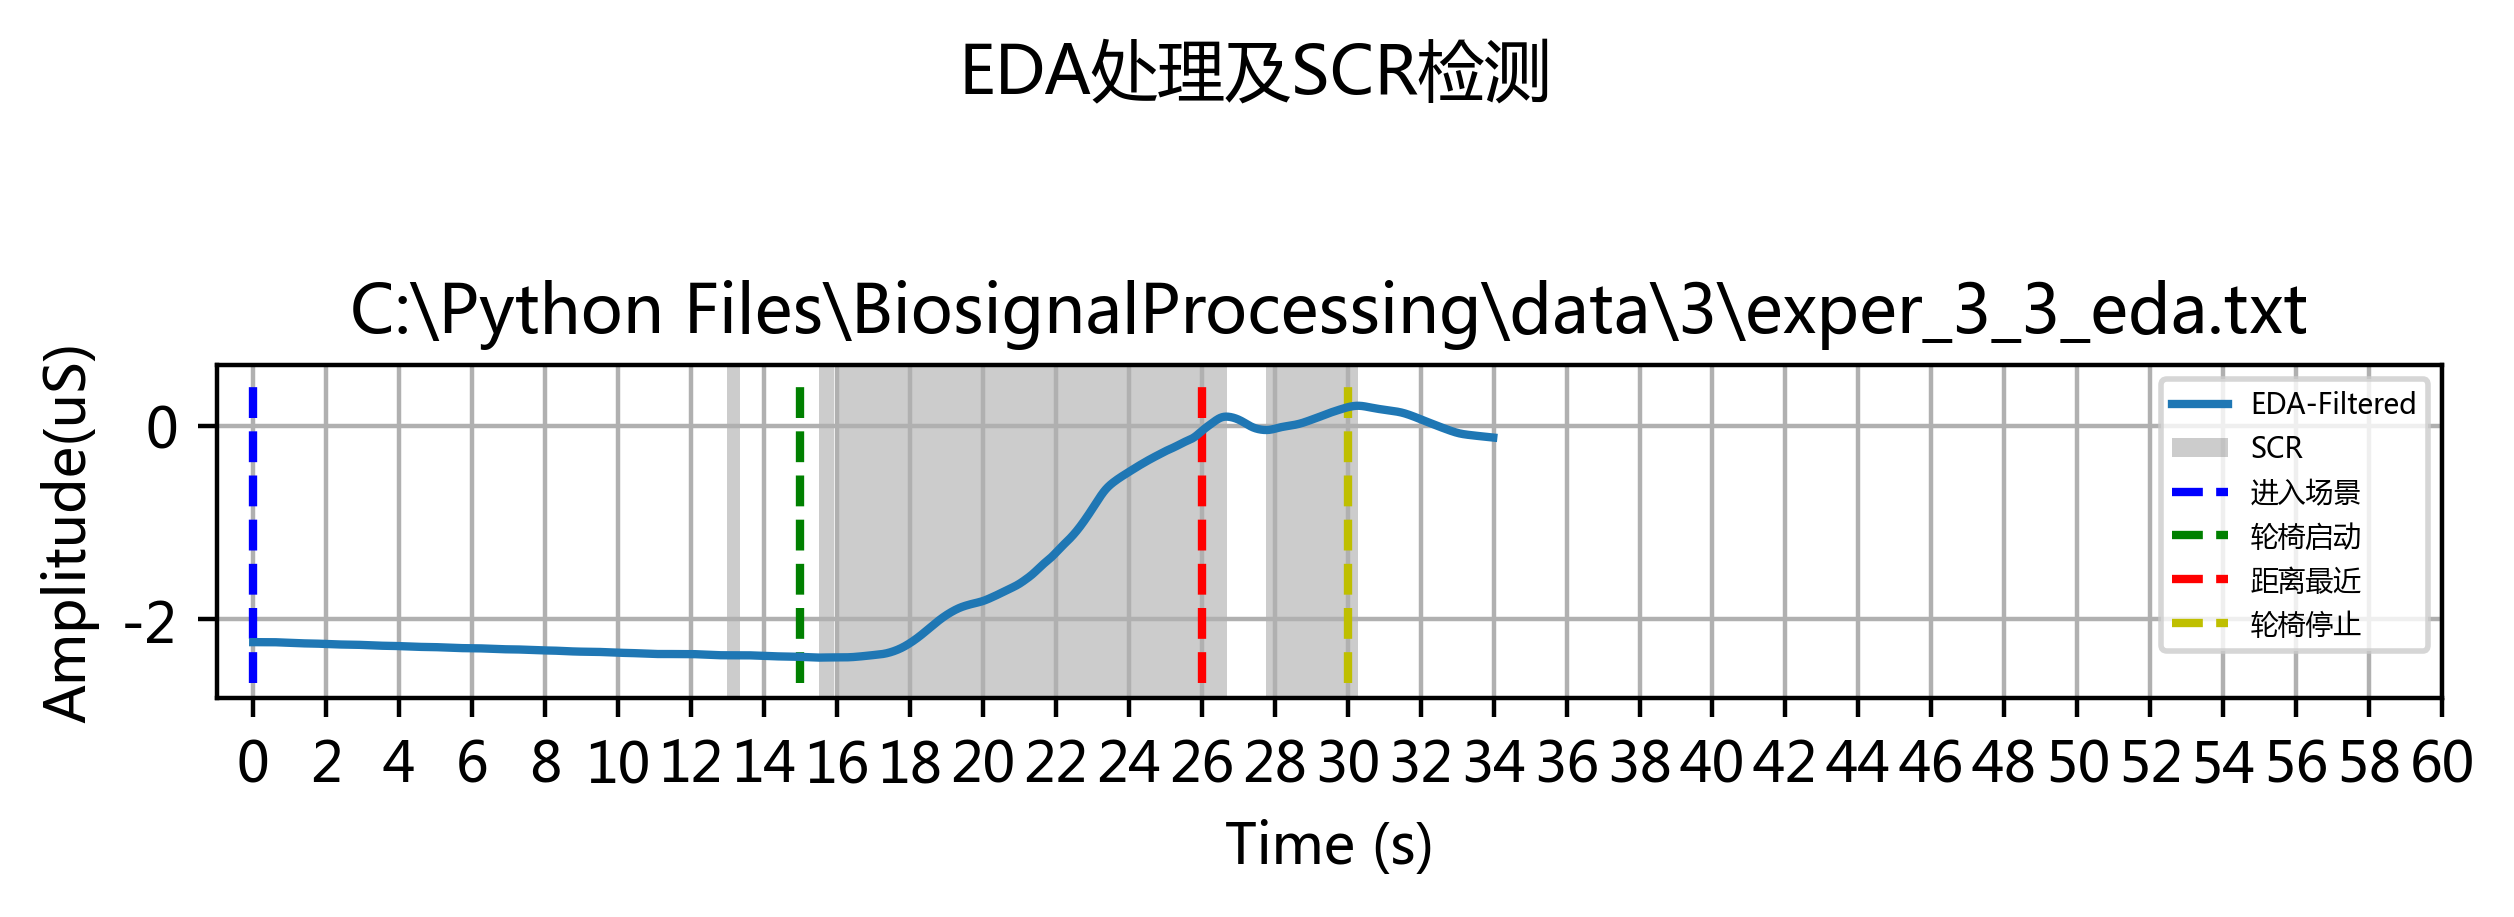 EDA处理及SCR检测
C:\Python Files\BiosignalProcessing\data\3\exper_3_3_eda.txt
Amplitude(uS)
0
-2
EDA-Filtered
SCR
进入场景
轮椅启动
距离最近
轮椅停止
0 2 4 6 8 10 12 14 16 18 20 22 24 26 28 30 32 34 36 38 40 42 44 46 48 50 52 54 56 58 60
Time (s)